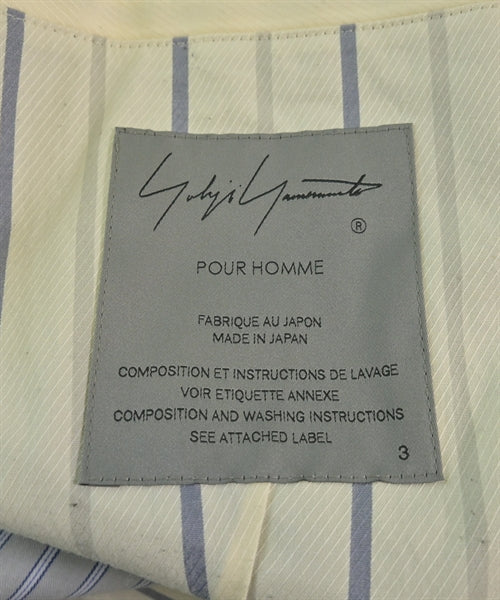 Yohji Yamamoto
®
POUR HOMME
FABRIQUE AU JAPON
MADE IN JAPAN
COMPOSITION ET INSTRUCTIONS DE LAVAGE
VOIR ETIQUETTE ANNEXE
COMPOSITION AND WASHING INSTRUCTIONS
SEE ATTACHED LABEL
3